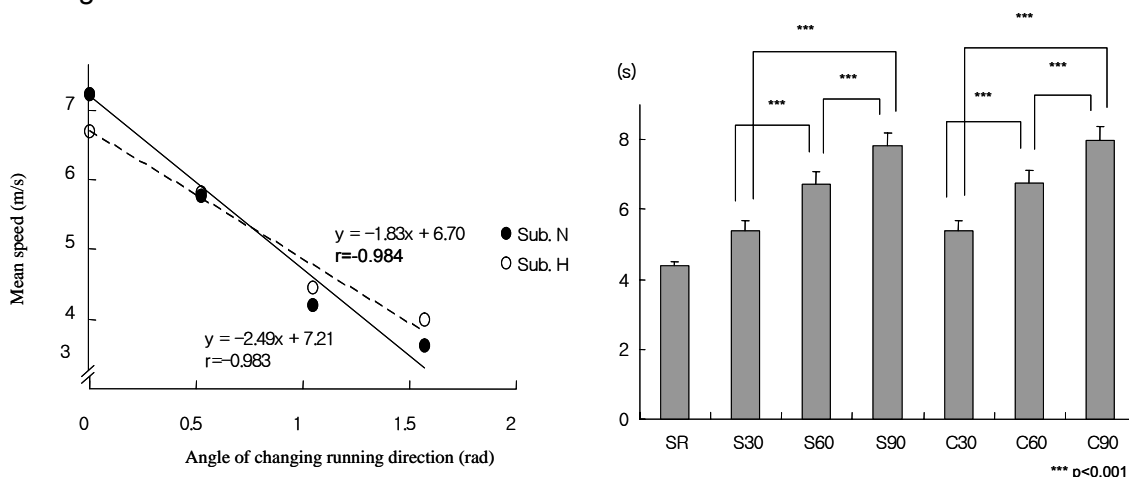 7
6
5
4
3
Mean speed (m/s)
y = -1.83x + 6.70
r=-0.984
Sub. N
Sub. H
y = -2.49x + 7.21
r=-0.983
0 0.5 1 1.5 2
Angle of changing running direction (rad)
(s)
***
***
***
***
***
***
8
6
4
2
0
SR S30 S60 S90 C30 C60 C90
*** p<0.001